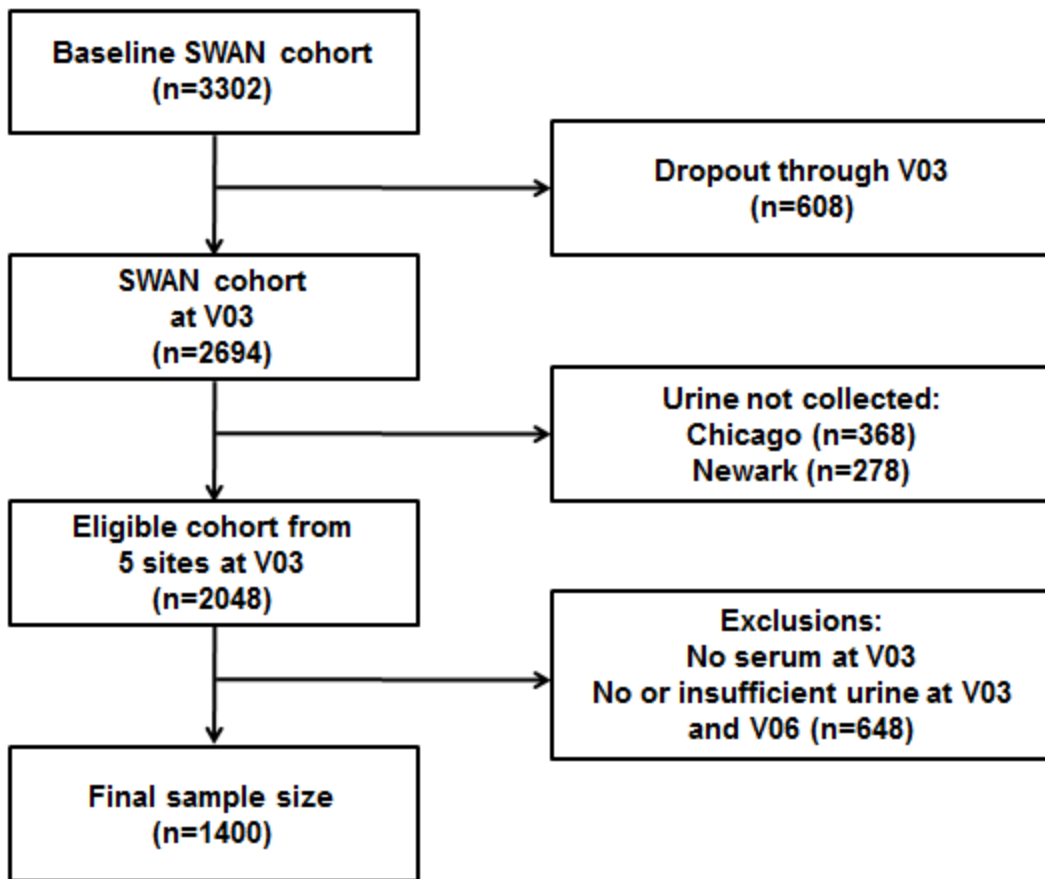 Baseline SWAN cohort
(n=3302)
Dropout through V03
(n=608)
SWAN cohort
at V03
(n=2694)
Urine not collected:
Chicago (n=368)
Newark (n=278)
Eligible cohort from
5 sites at V03
(n=2048)
Exclusions:
No serum at V03
No or insufficient urine at V03
and V06 (n=648)
Final sample size
(n=1400)